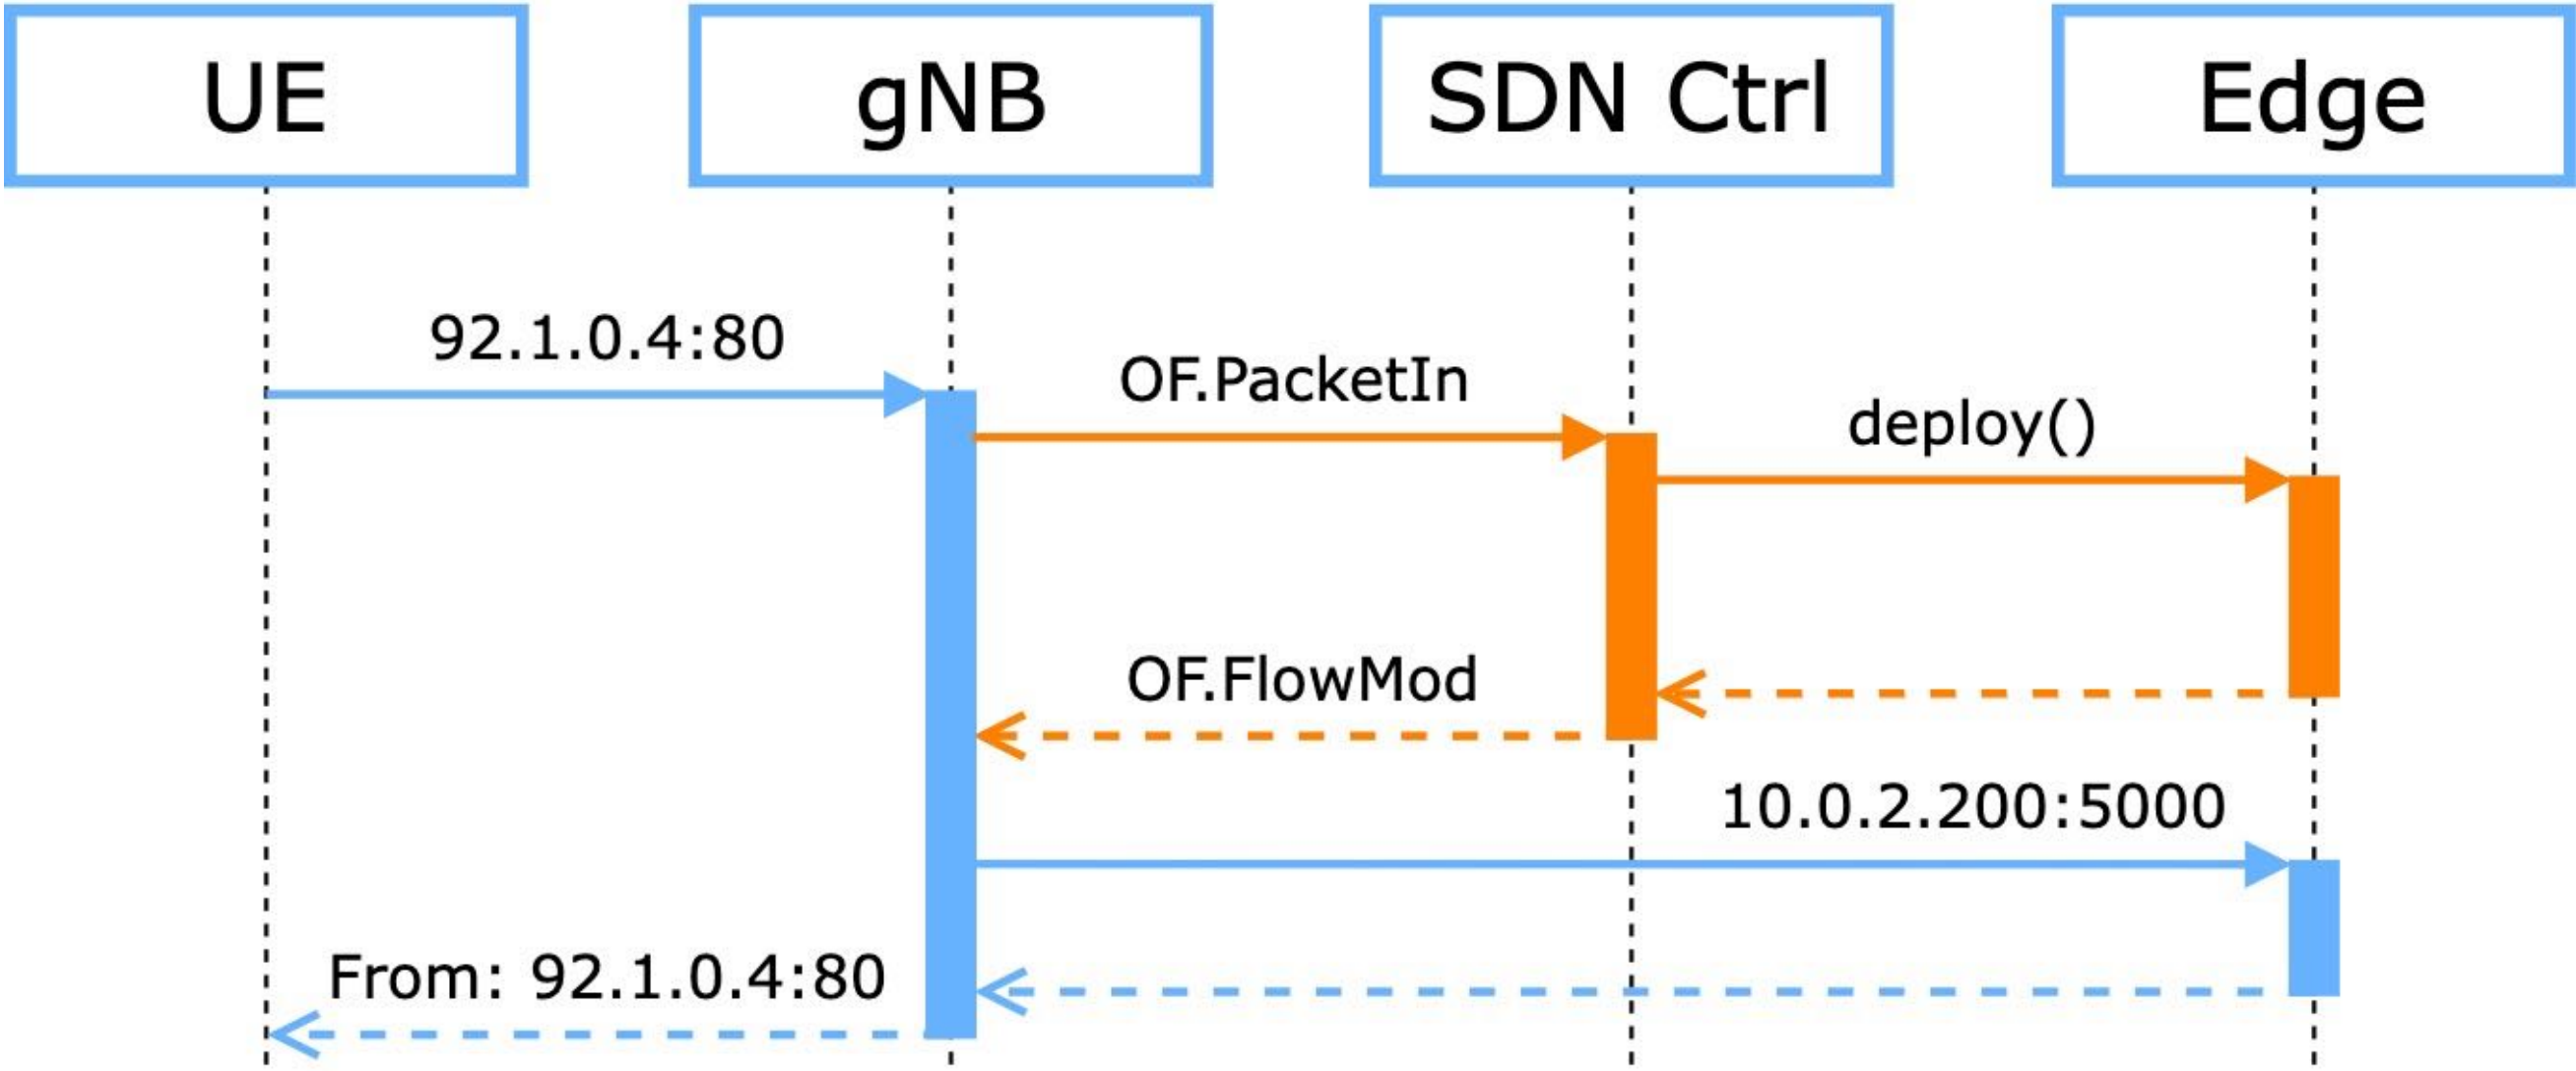 UE
gNB
SDN Ctrl
Edge
92.1.0.4:80
OF.PacketIn
deploy()
OF.FlowMod
10.0.2.200:5000
From: 92.1.0.4:80